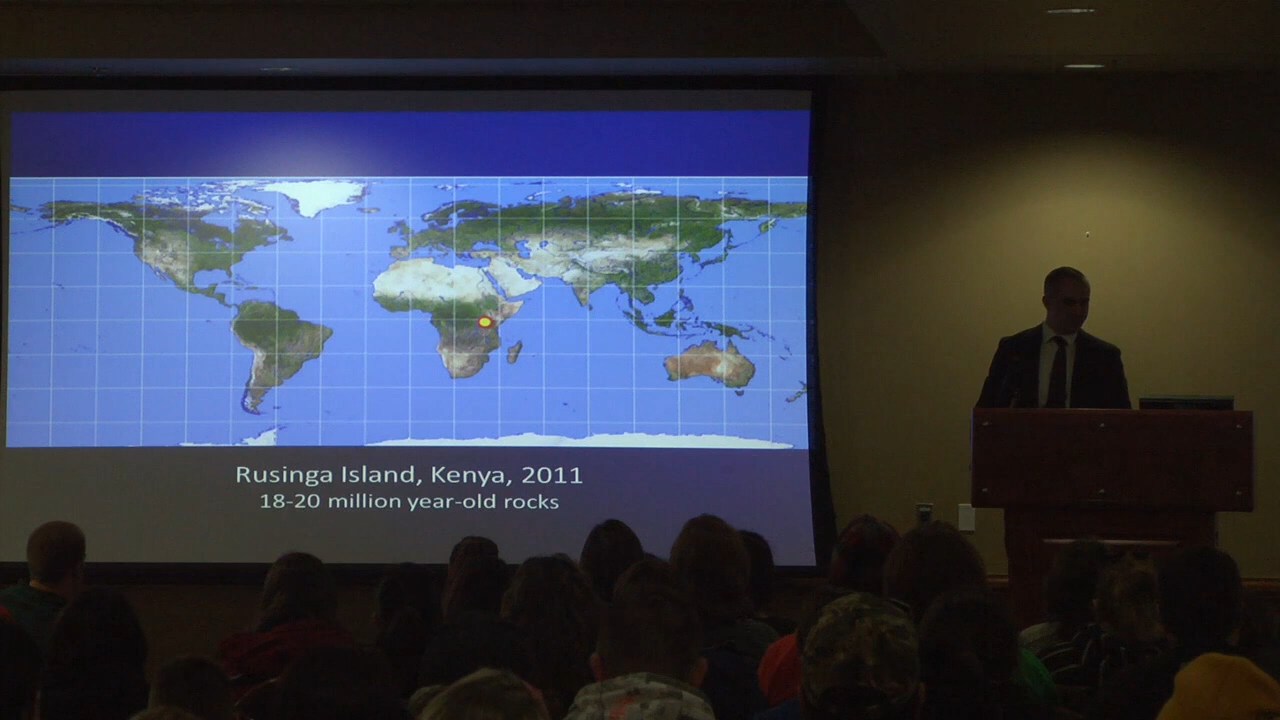 Rusinga Island, Kenya, 2011
18-20 million year-old rocks